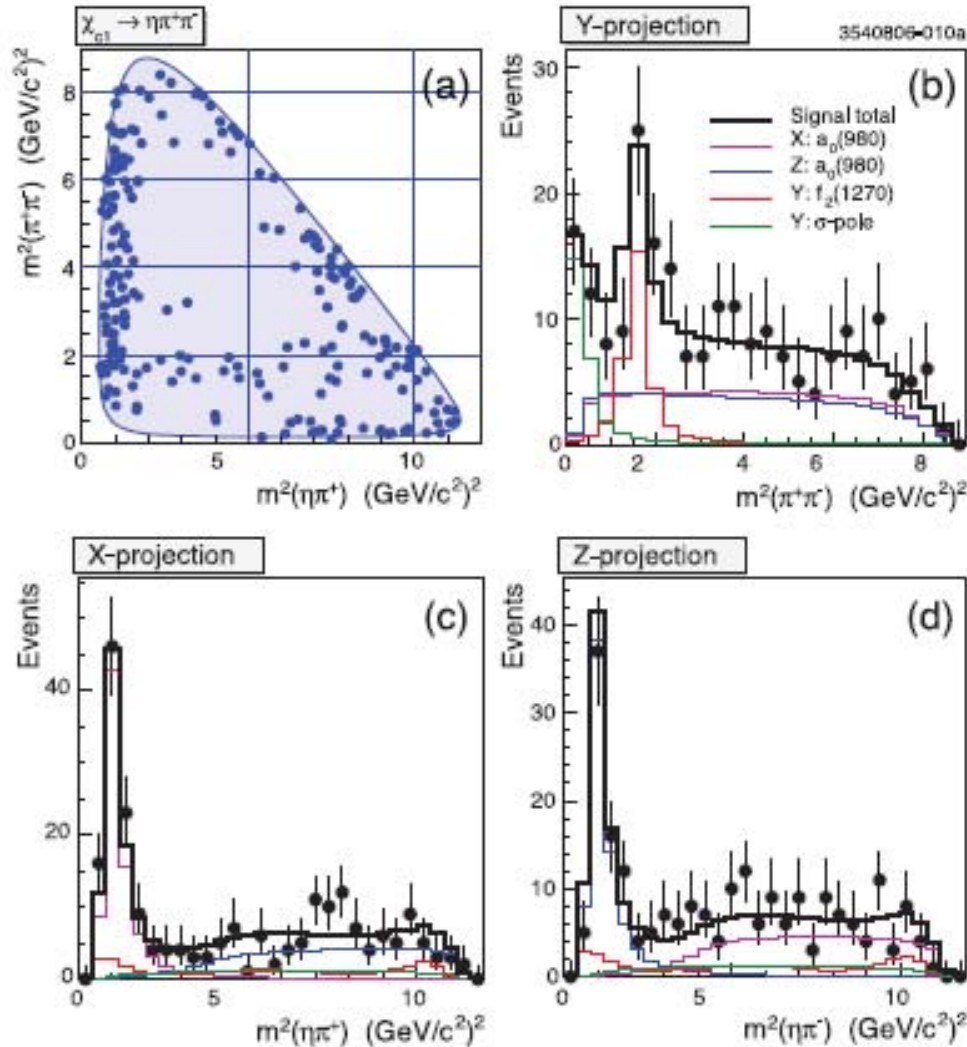 χc1 → ηπ⁺π⁻
(a)
m²(π⁺π⁻) (GeV/c²)²
8
6
4
2
0
0 5 10
m²(ηπ⁺) (GeV/c²)²
Y-projection
3540806-010a
(b)
Events
30
20
10
0
Signal total
X: a₀(980)
Z: a₀(980)
Y: f₂(1270)
Y: σ-pole
0 2 4 6 8
m²(π⁺π⁻) (GeV/c²)²
X-projection
(c)
Events
40
20
0
0 5 10
m²(ηπ⁺) (GeV/c²)²
Z-projection
(d)
Events
40
30
20
10
0
0 5 10
m²(ηπ⁻) (GeV/c²)²